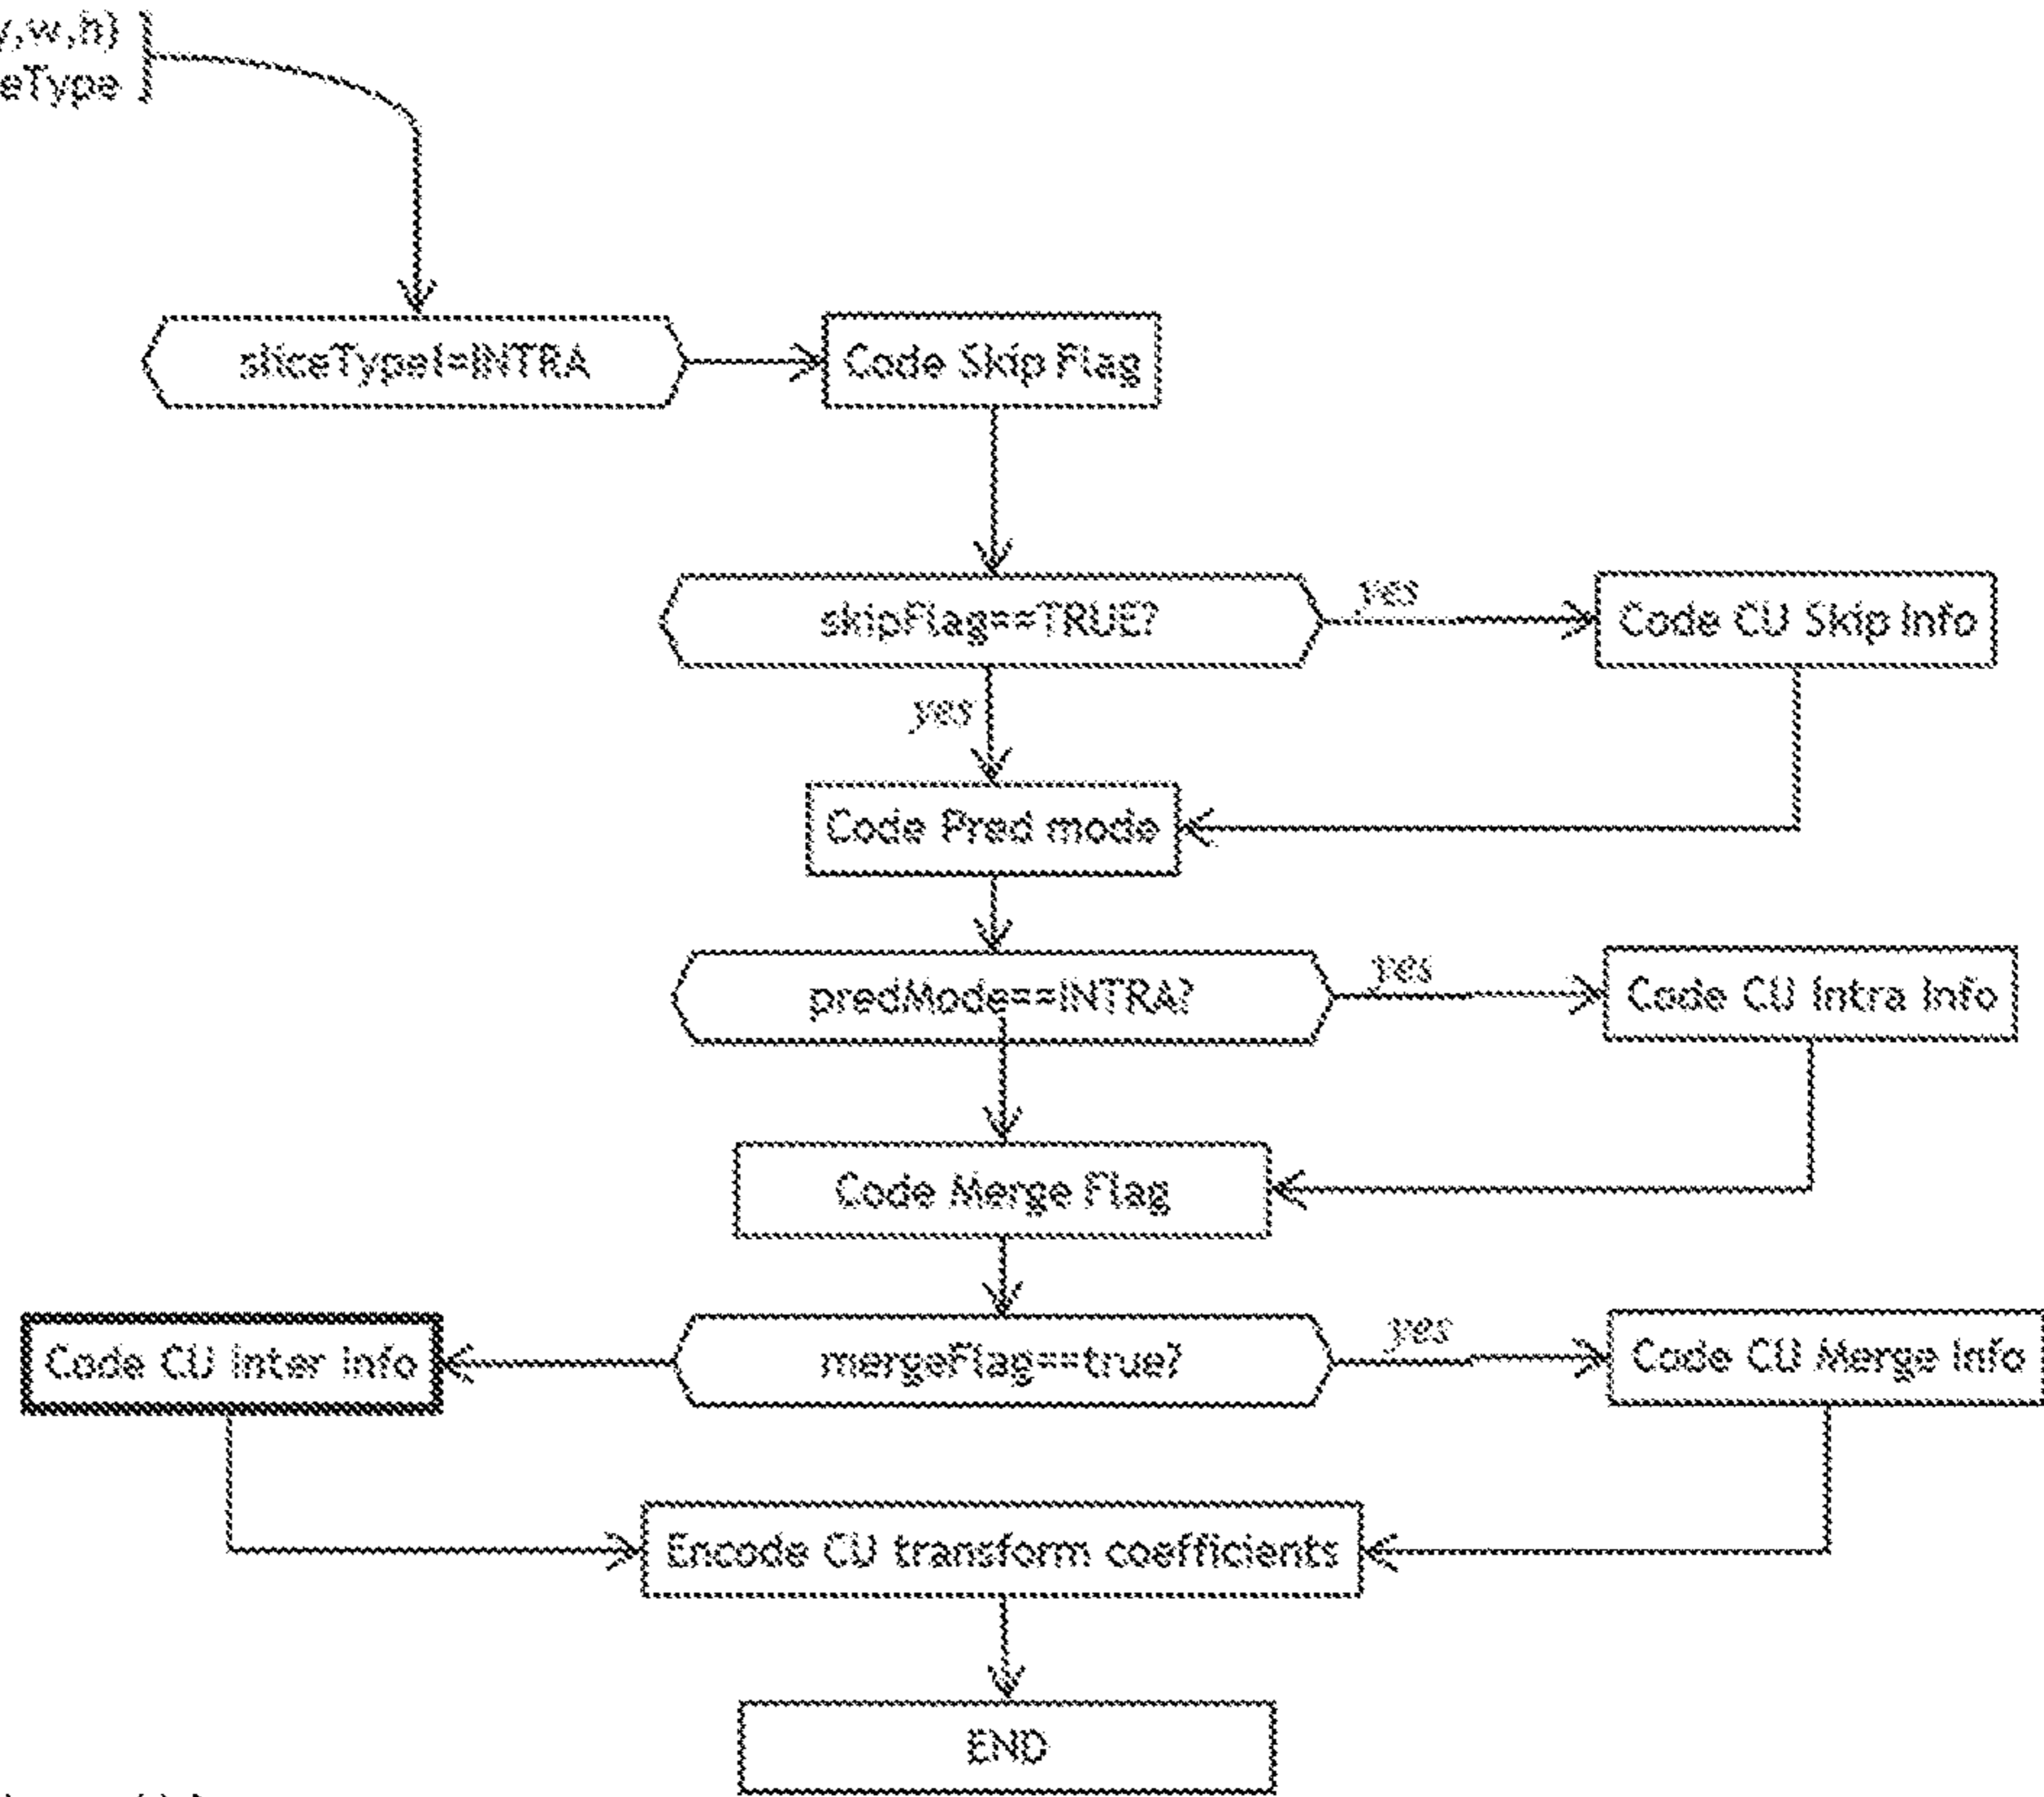 ,w,h)
eType
sliceType!=INTRA
Code Skip Flag
skipFlag==TRUE?
yes
Code CU Skip Info
yes
Code Pred mode
predMode==INTRA?
yes
Code CU Intra Info
Code Merge Flag
Code CU Inter info
mergeFlag==true?
yes
Code CU Merge Info
Encode CU transform coefficients
END